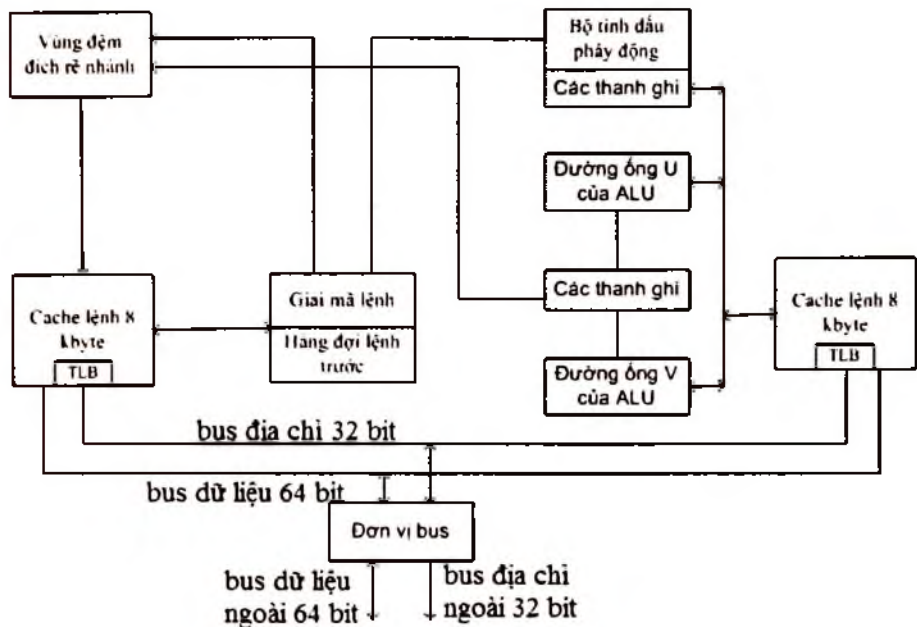 Vùng đệm
đích rẽ nhánh
Bộ tính dấu
phảy động
Các thanh ghi
Đường ống U
của ALU
Cache lệnh 8
kbyte
TLB
Giai mã lệnh
Hàng đợi lệnh
trước
Các thanh ghi
Cache lệnh 8
kbyte
TLB
Đường ống V
của ALU
bus địa chỉ 32 bit
bus dữ liệu 64 bit
Đơn vị bus
bus dữ liệu
ngoài 64 bit
bus địa chỉ
ngoài 32 bit